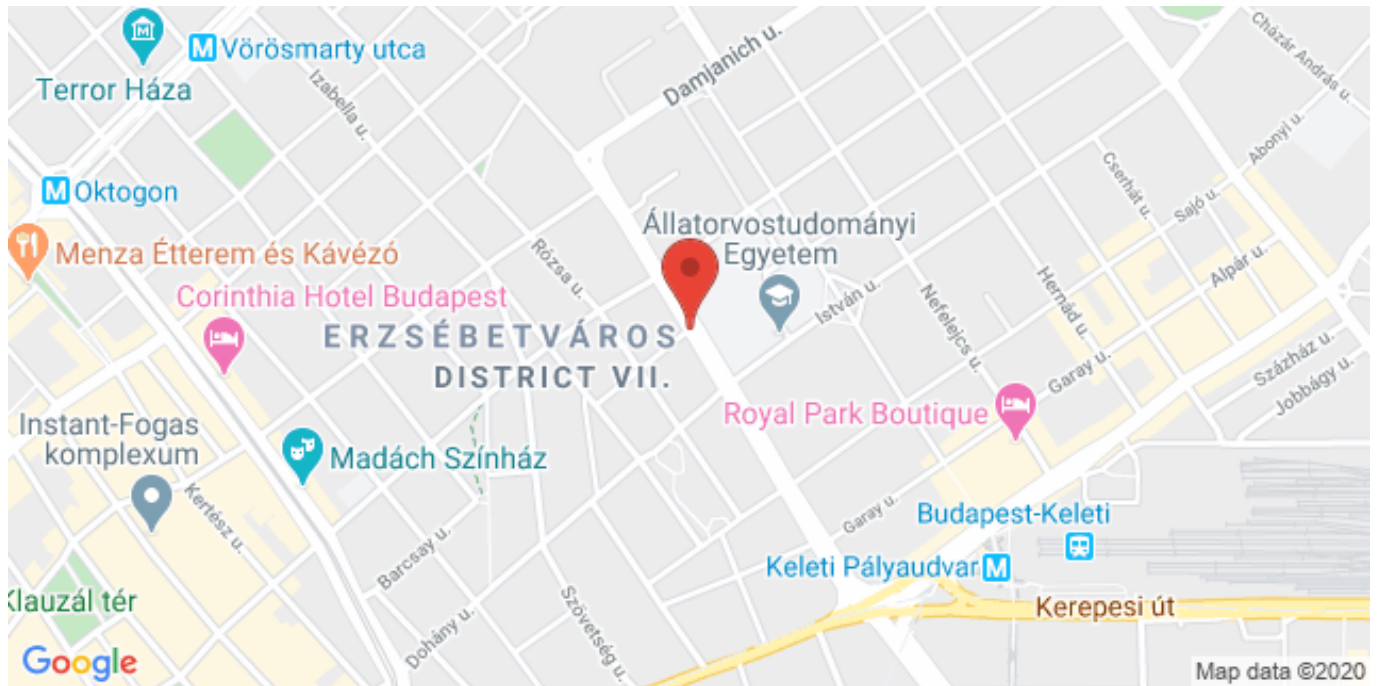 Damjanich u.
Cházár András u.
Vörösmarty utca
Terror Háza
Izabella u.
Abonyi u.
Cserhát u.
Sajó u.
Oktogon
Állatorvostudományi
Egyetem
Menza Étterem és Kávézó
Rózsa u.
Alpár u.
István u.
Nefelejcs u.
Hernád u.
Corinthia Hotel Budapest
ERZSÉBETVÁROS
DISTRICT VII.
Garay u.
Százház u.
Jobbágy u.
Royal Park Boutique
Instant-Fogas
komplexum
Madách Színház
Kertész u.
Garay u.
Budapest-Keleti
Barcsay u.
Keleti Pályaudvar
Klauzál tér
Kerepesi út
Dohány u.
Szövetség u.
Google
Map data ©2020